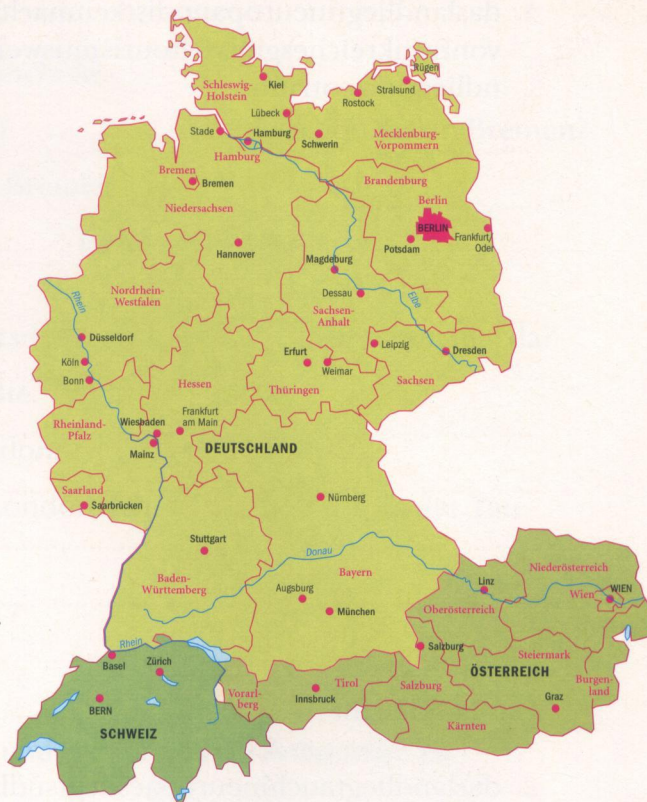 Rügen
Kiel
Stralsund
Schleswig-
Holstein
Rostock
Lübeck
Stade
Hamburg
Schwerin
Mecklenburg-
Vorpommern
Hamburg
Bremen
Bremen
Brandenburg
Berlin
Niedersachsen
BERLIN
Frankfurt/
Oder
Potsdam
Hannover
Magdeburg
Nordrhein-
Westfalen
Rhein
Dessau
Elbe
Sachsen-
Anhalt
Düsseldorf
Leipzig
Dresden
Köln
Erfurt
Weimar
Bonn
Hessen
Thüringen
Sachsen
Rheinland-
Pfalz
Wiesbaden
Frankfurt
am Main
Mainz
DEUTSCHLAND
Saarland
Saarbrücken
Nürnberg
Stuttgart
Donau
Baden-
Württemberg
Bayern
Augsburg
München
Linz
Niederösterreich
Wien
WIEN
Oberösterreich
Rhein
Basel
Zürich
Salzburg
Steiermark
ÖSTERREICH
Burgen-
land
Vorarl-
berg
Tirol
Innsbruck
Salzburg
Graz
Kärnten
BERN
SCHWEIZ